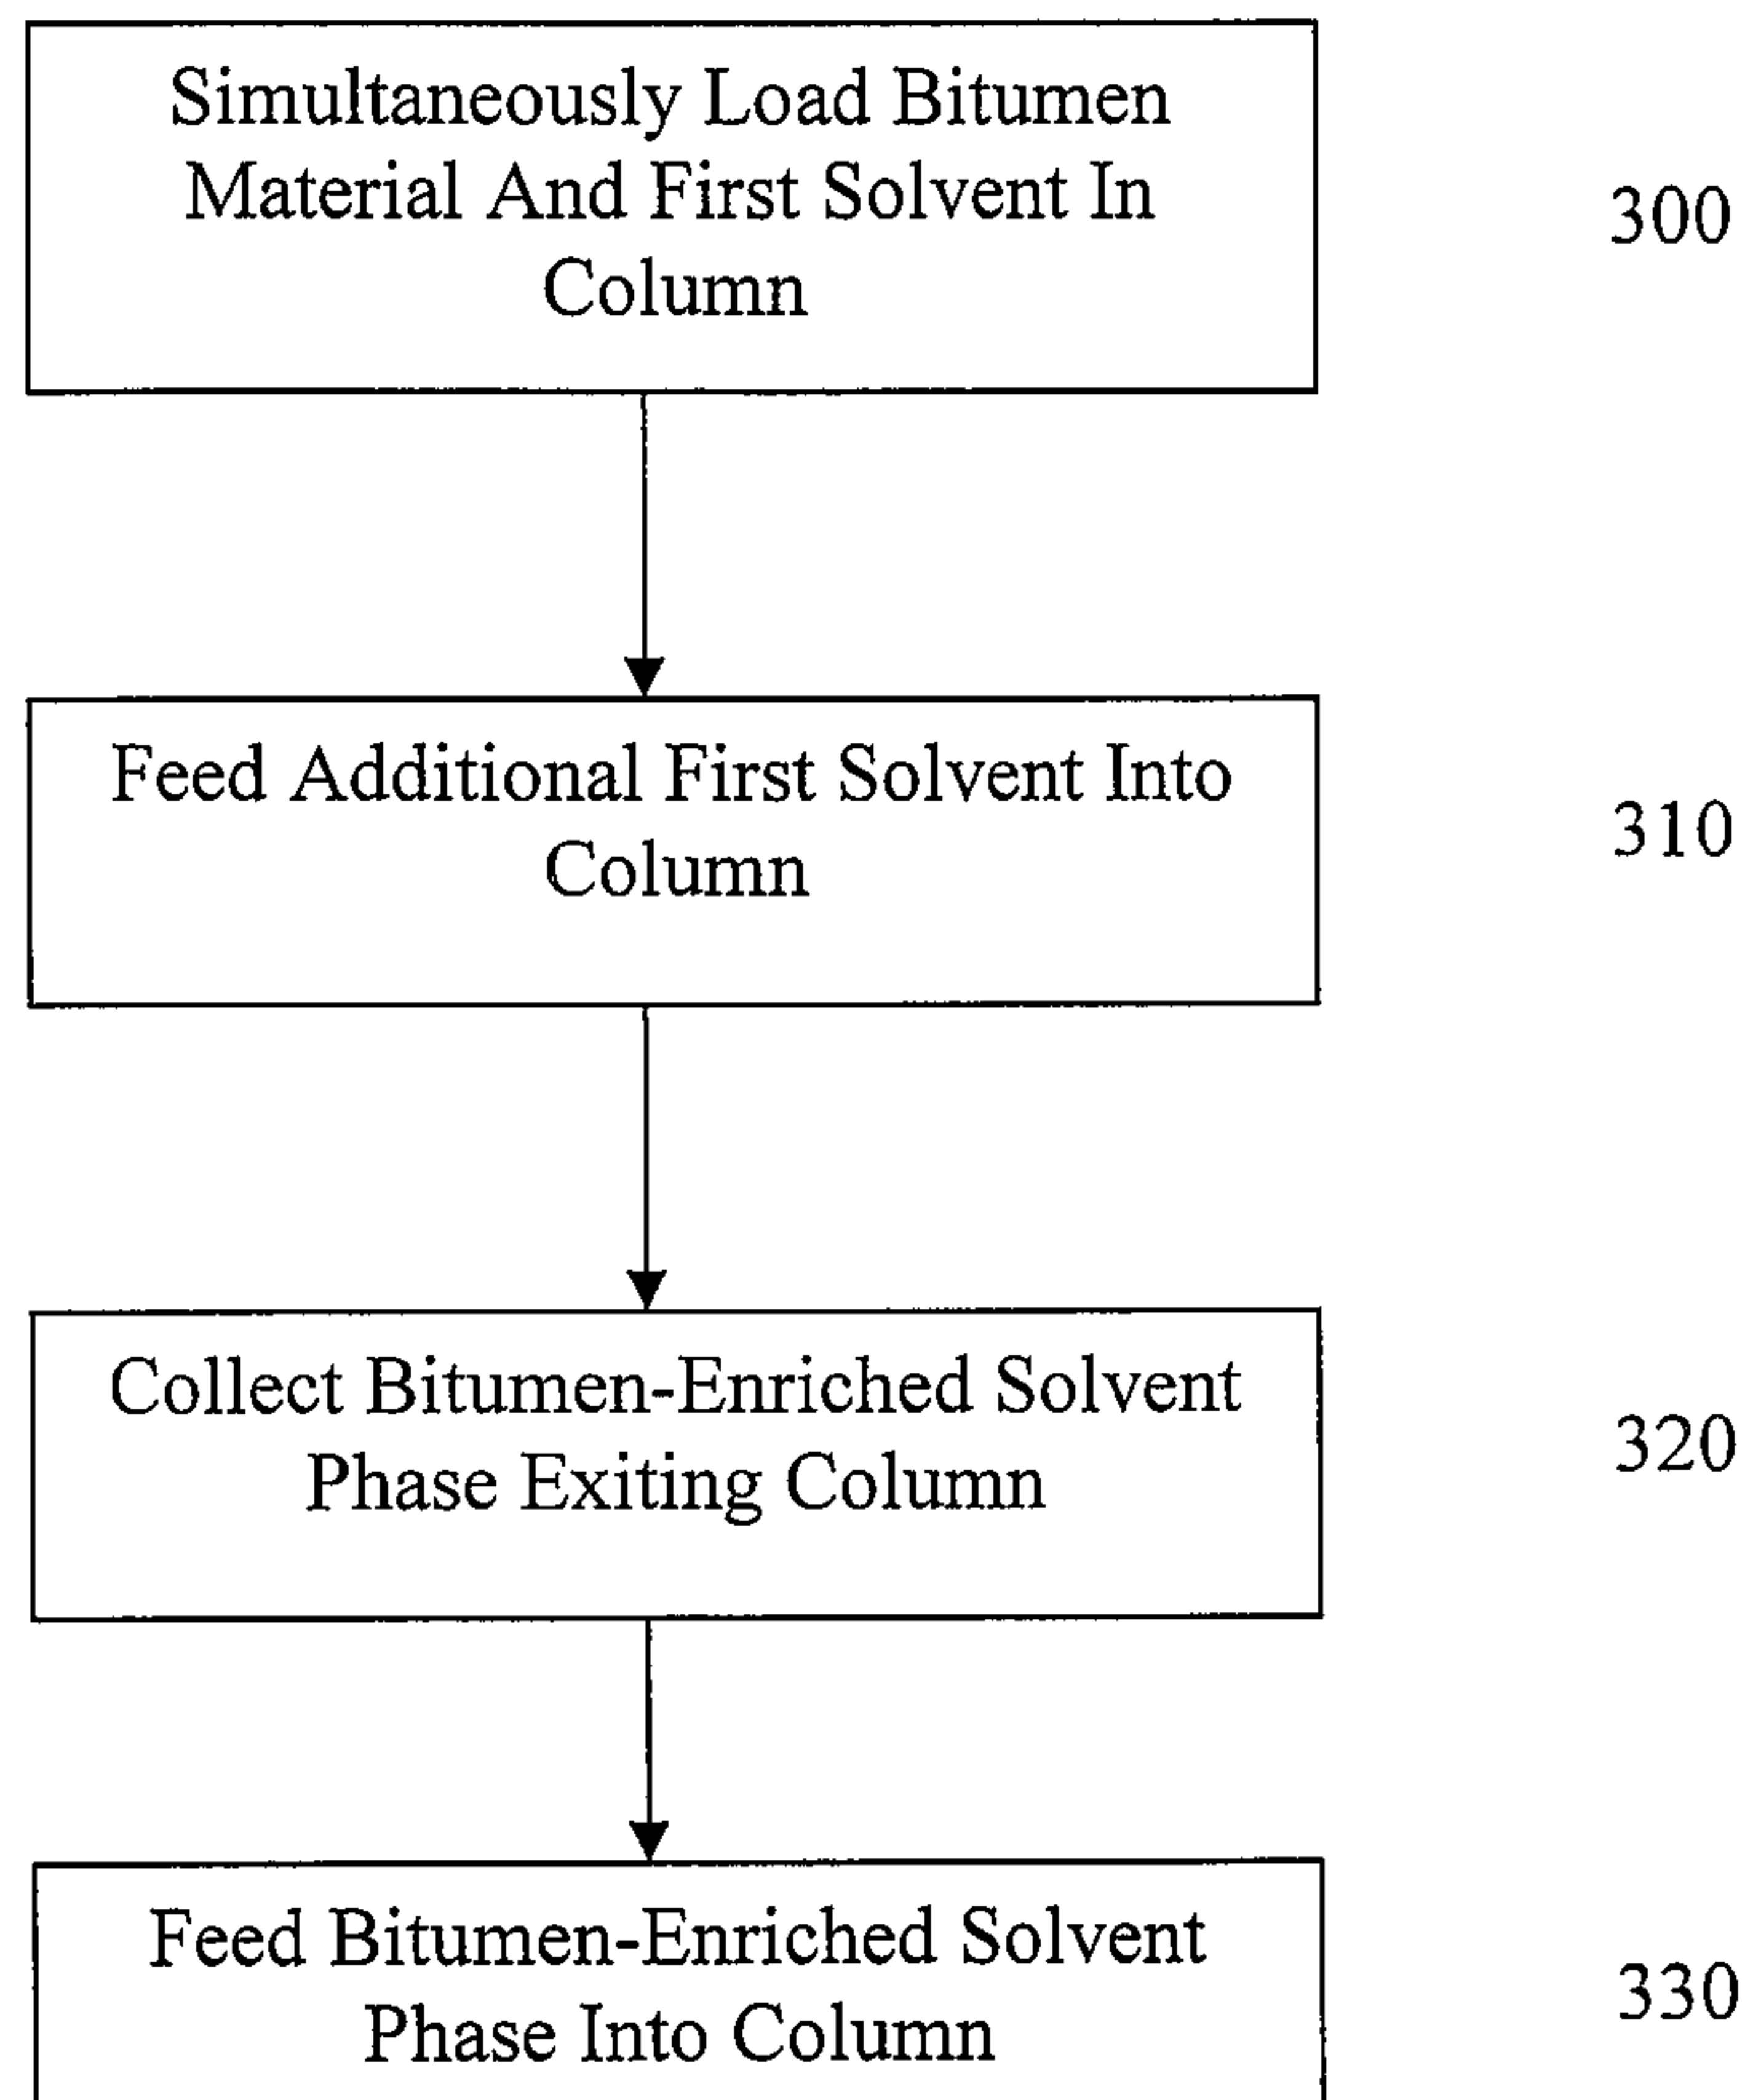 Simultaneously Load Bitumen
Material And First Solvent In
Column
300
Feed Additional First Solvent Into
Column
310
Collect Bitumen-Enriched Solvent
Phase Exiting Column
320
Feed Bitumen-Enriched Solvent
Phase Into Column
330